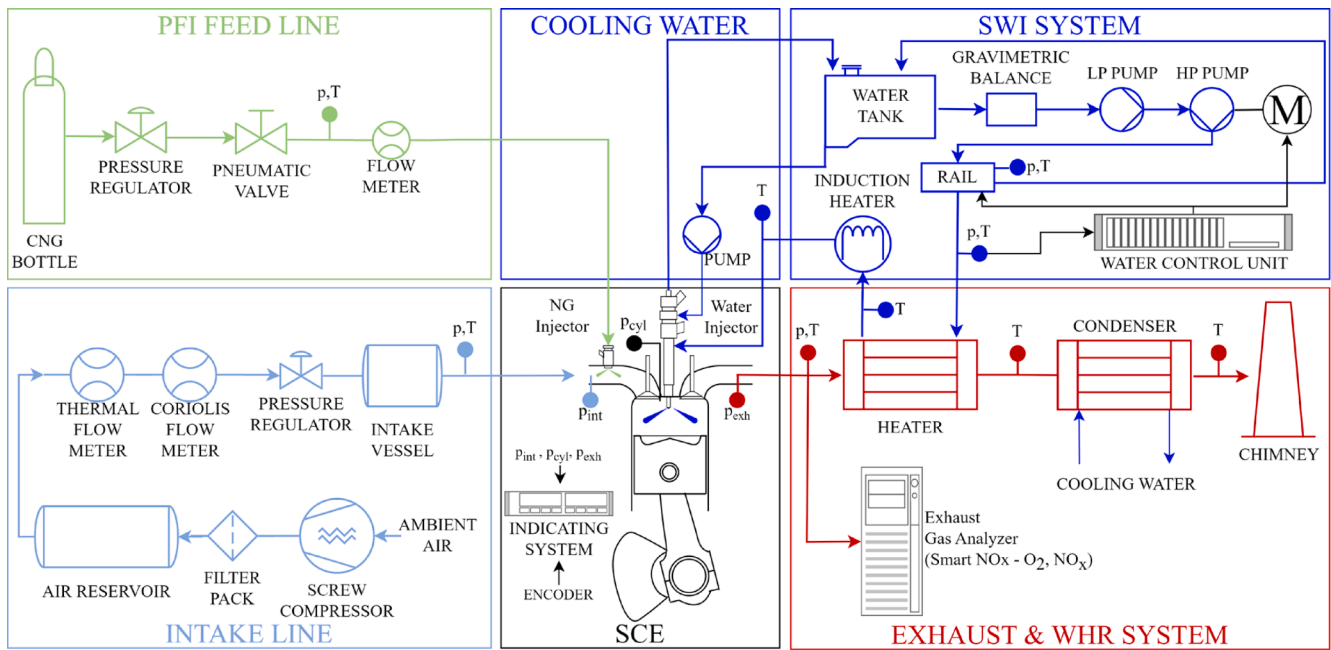 PFI FEED LINE
p,T
PRESSURE
REGULATOR
PNEUMATIC
VALVE
FLOW
METER
CNG
BOTTLE
COOLING WATER
T
PUMP
SWI SYSTEM
GRAVIMETRIC
BALANCE
LP PUMP
HP PUMP
WATER
TANK
M
RAIL
p,T
INDUCTION
HEATER
p,T
WATER CONTROL UNIT
T
INTAKE LINE
p,T
THERMAL
FLOW
METER
CORIOLIS
FLOW
METER
PRESSURE
REGULATOR
INTAKE
VESSEL
AMBIENT
AIR
AIR RESERVOIR
FILTER
PACK
SCREW
COMPRESSOR
NG
Injector
pcyl
Water
Injector
pint
pexh
pint , pcyl, pexh
INDICATING
SYSTEM
ENCODER
SCE
p,T
HEATER
T
CONDENSER
T
COOLING WATER
CHIMNEY
Exhaust
Gas Analyzer
(Smart NOx - O2, NOx)
EXHAUST & WHR SYSTEM